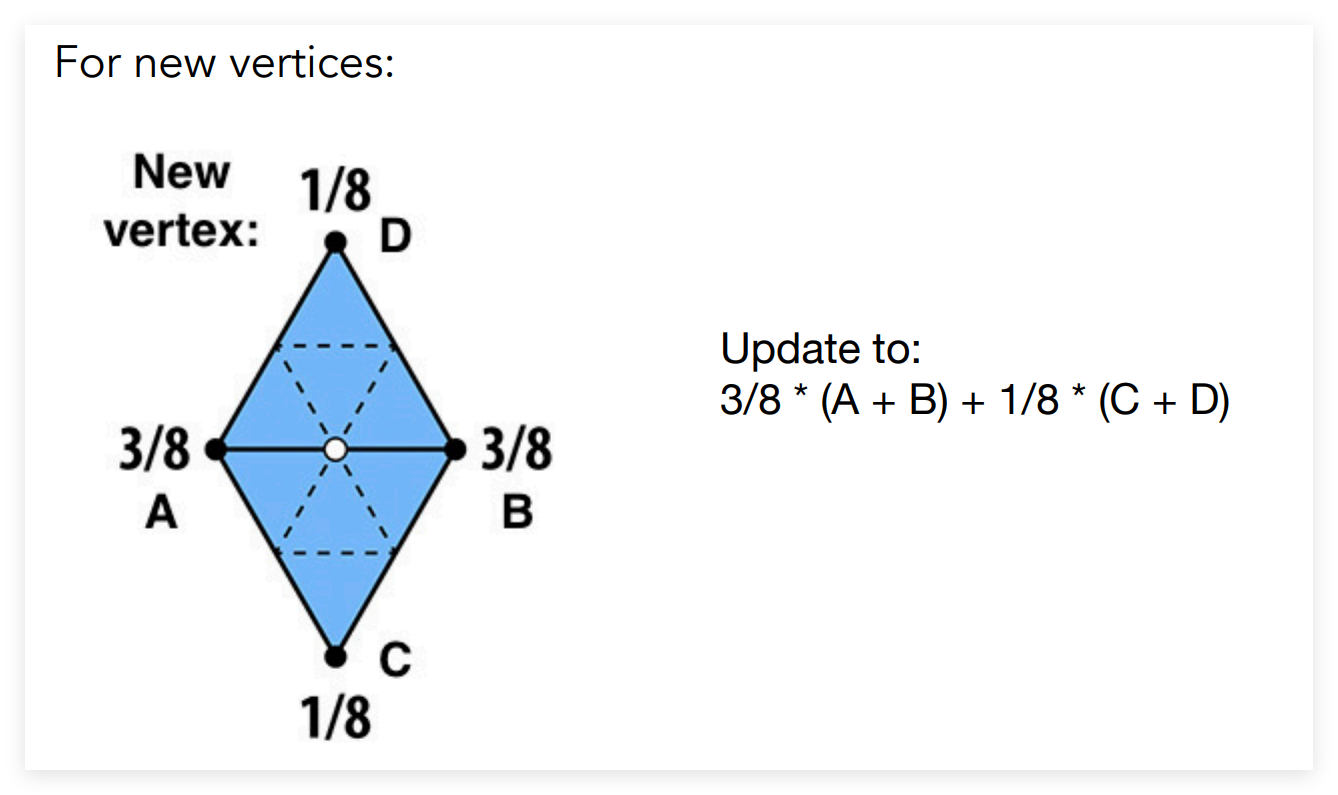 For new vertices:
New
vertex:
1/8
D
3/8
A
3/8
B
C
1/8
Update to:
3/8 * (A + B) + 1/8 * (C + D)